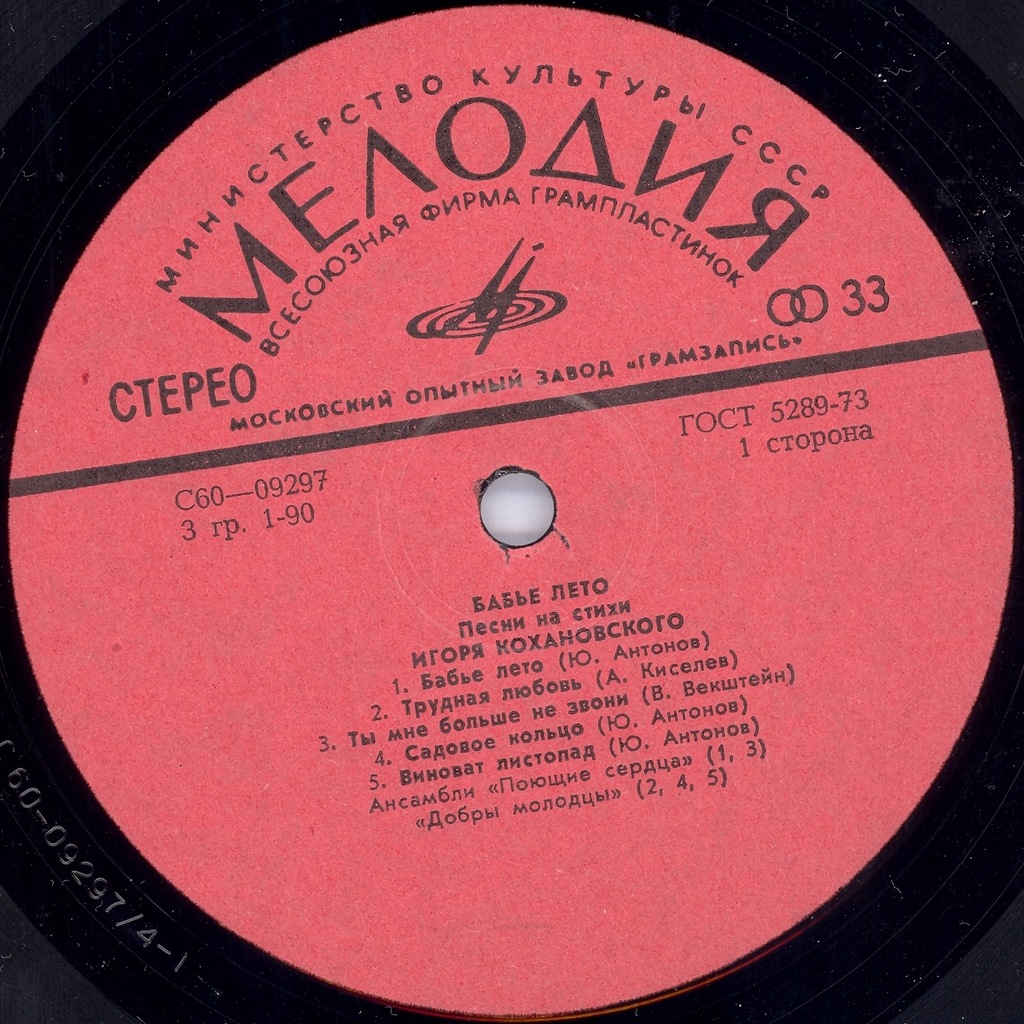 МИНИСТЕРСТВО КУЛЬТУРЫ СССР
МЕЛОДИЯ
ВСЕСОЮЗНАЯ ФИРМА ГРАМПЛАСТИНОК
33
СТЕРЕО
МОСКОВСКИЙ ОПЫТНЫЙ ЗАВОД «ГРАМЗАПИСЬ»
ГОСТ 5289-73
1 сторона
С60—09297
3 гр. 1-90
БАБЬЕ ЛЕТО
Песни на стихи
ИГОРЯ КОХАНОВСКОГО
1. Бабье лето (Ю. Антонов)
2. Трудная любовь (А. Киселев)
3. Ты мне больше не звони (В. Векштейн)
4. Садовое кольцо (Ю. Антонов)
5. Виноват листопад (Ю. Антонов)
Ансамбли «Поющие сердца» (1, 3)
«Добры молодцы» (2, 4, 5)
Г60-09297/4-1